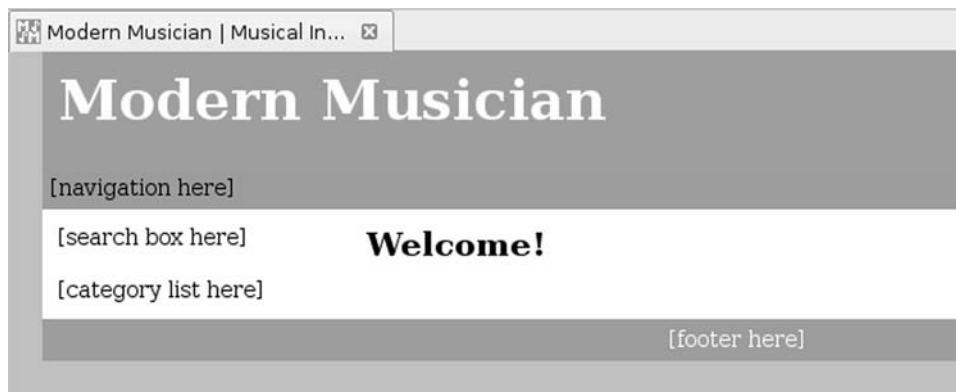 Modern Musician | Musical In...
Modern Musician
[navigation here]
[search box here]
Welcome!
[category list here]
[footer here]